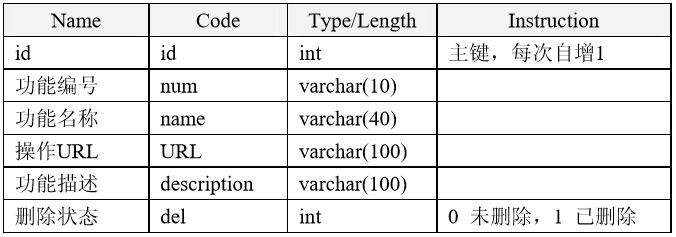 Name Code Type/Length Instruction
id id int 主键，每次自增1
功能编号 num varchar(10)
功能名称 name varchar(40)
操作URL URL varchar(100)
功能描述 description varchar(100)
删除状态 del int 0 未删除，1 已删除